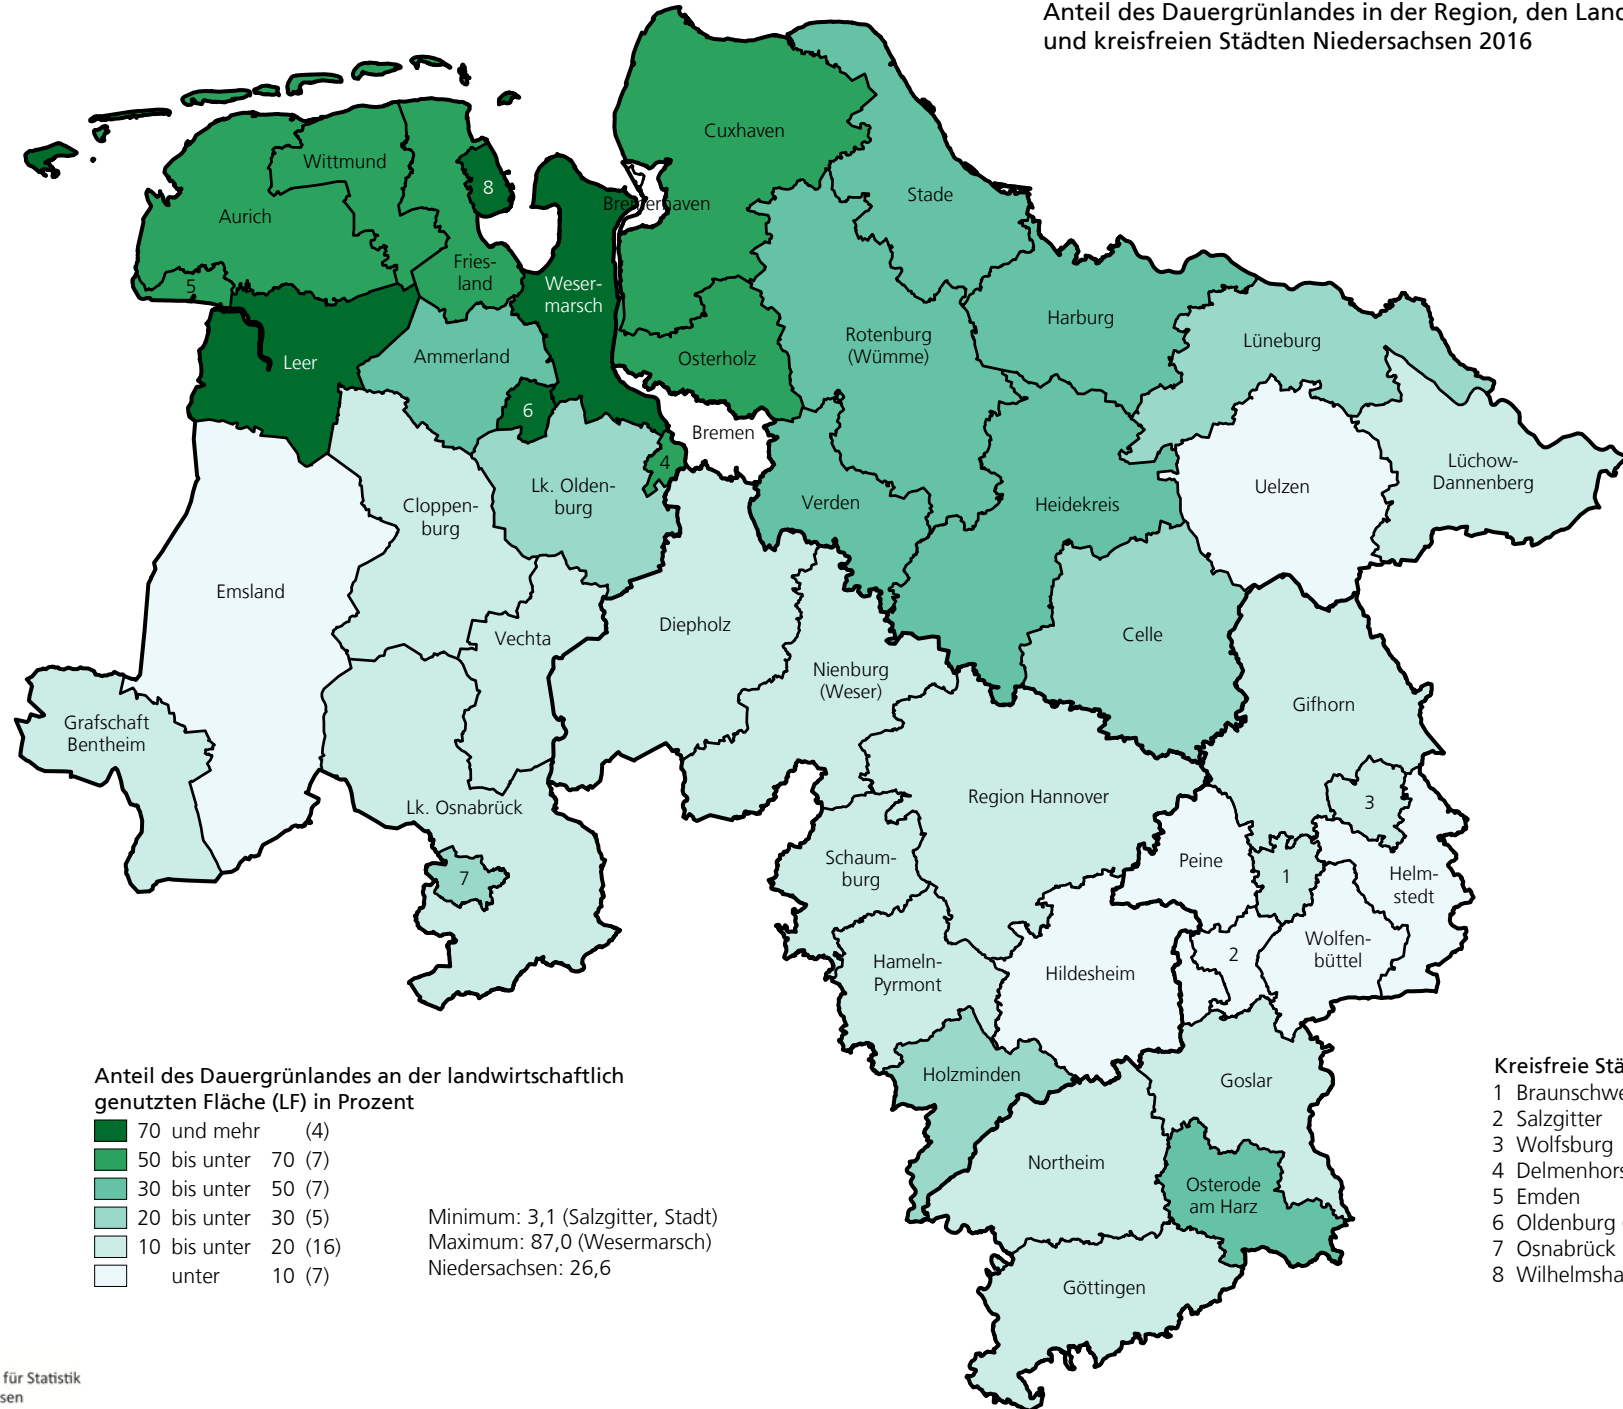 Anteil des Dauergrünlandes in der Region, den Land
und kreisfreien Städten Niedersachsen 2016
Cuxhaven
Wittmund
8
Stade
Bremerhaven
Aurich
Fries-
land
Weser-
marsch
5
Harburg
Rotenburg
(Wümme)
Lüneburg
Ammerland
Osterholz
Leer
6
Bremen
4
Lüchow-
Dannenberg
Lk. Olden-
burg
Uelzen
Cloppen-
burg
Verden
Heidekreis
Emsland
Diepholz
Celle
Vechta
Nienburg
(Weser)
Gifhorn
Grafschaft
Bentheim
Region Hannover
3
Lk. Osnabrück
Schaum-
burg
Peine
7
1
Helm-
stedt
Wolfen-
büttel
2
Hameln-
Pyrmont
Hildesheim
Holzminden
Goslar
Northeim
Osterode
am Harz
Göttingen
Anteil des Dauergrünlandes an der landwirtschaftlich
genutzten Fläche (LF) in Prozent
70 und mehr (4)
50 bis unter 70 (7)
30 bis unter 50 (7)
20 bis unter 30 (5)
10 bis unter 20 (16)
unter 10 (7)
Minimum: 3,1 (Salzgitter, Stadt)
Maximum: 87,0 (Wesermarsch)
Niedersachsen: 26,6
Kreisfreie Stä
1 Braunschwe
2 Salzgitter
3 Wolfsburg
4 Delmenhors
5 Emden
6 Oldenburg
7 Osnabrück
8 Wilhelmsha
für Statistik
sen